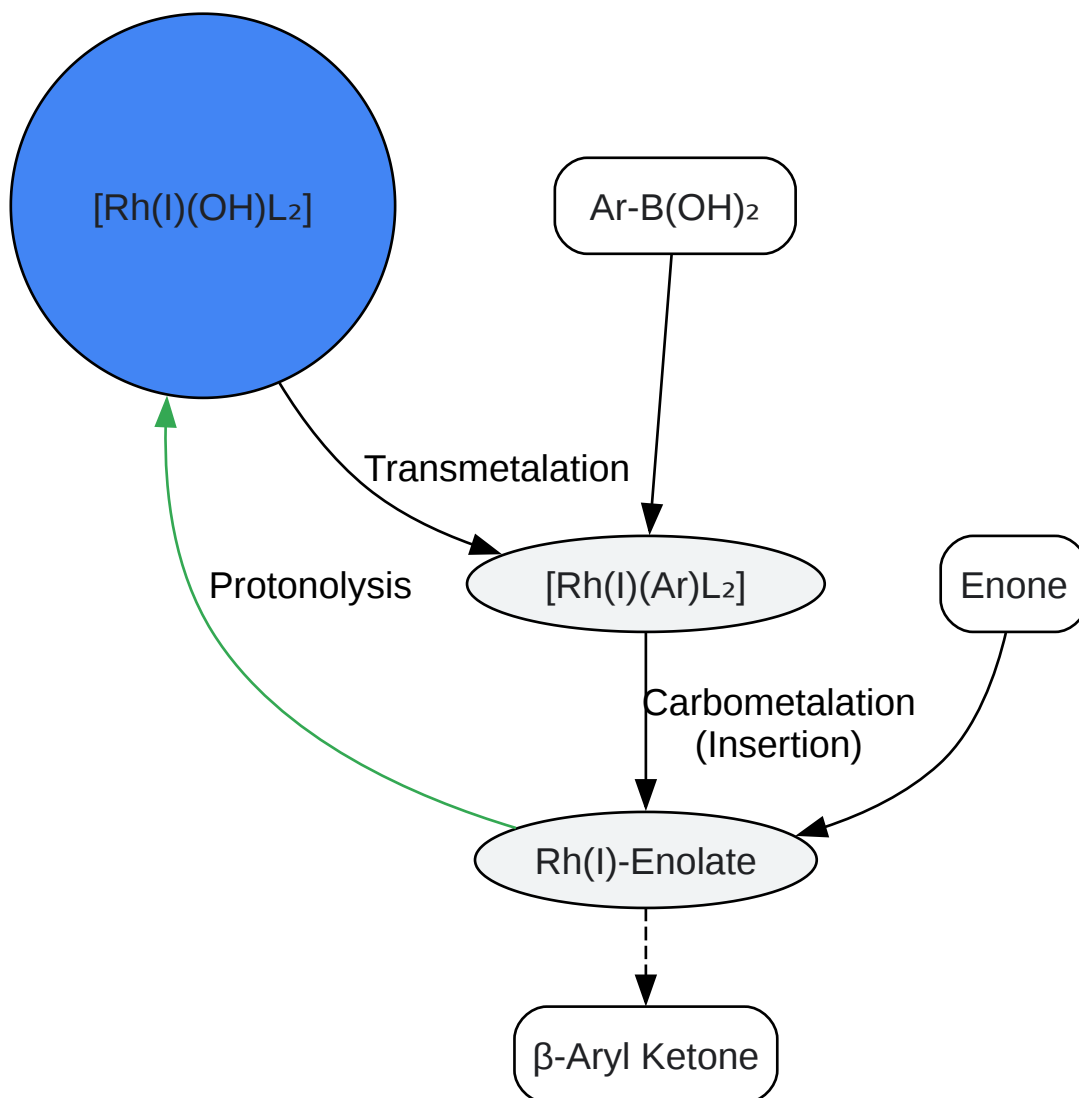 [Rh(I)(OH)L₂]
Ar-B(OH)₂
Transmetalation
Protonolysis
[Rh(I)(Ar)L₂]
Enone
Carbometalation
(Insertion)
Rh(I)-Enolate
β-Aryl Ketone